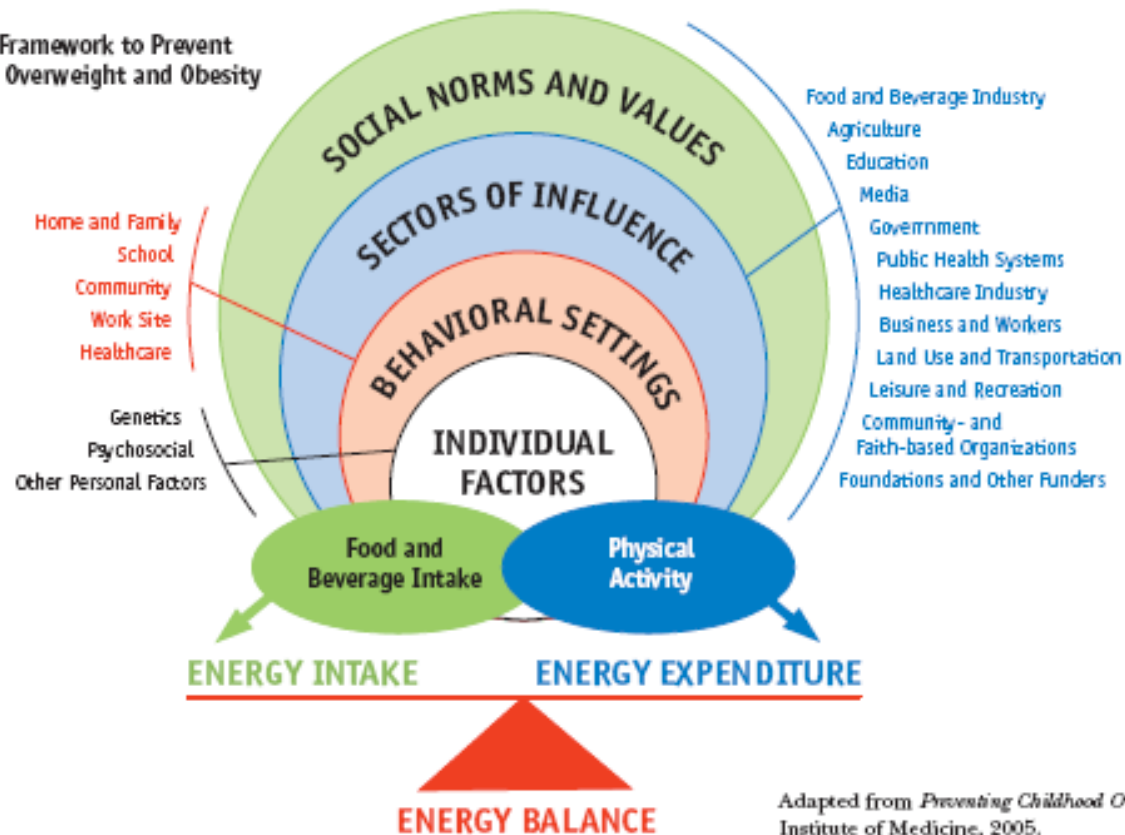 Framework to Prevent
Overweight and Obesity
SOCIAL NORMS AND VALUES
SECTORS OF INFLUENCE
BEHAVIORAL SETTINGS
INDIVIDUAL
FACTORS
Home and Family
School
Community
Work Site
Healthcare
Genetics
Psychosocial
Other Personal Factors
Food and Beverage Industry
Agriculture
Education
Media
Government
Public Health Systems
Healthcare Industry
Business and Workers
Land Use and Transportation
Leisure and Recreation
Community- and
Faith-based Organizations
Foundations and Other Funders
Food and
Beverage Intake
Physical
Activity
ENERGY INTAKE
ENERGY EXPENDITURE
ENERGY BALANCE
Adapted from Preventing Childhood
Institute of Medicine, 2005.